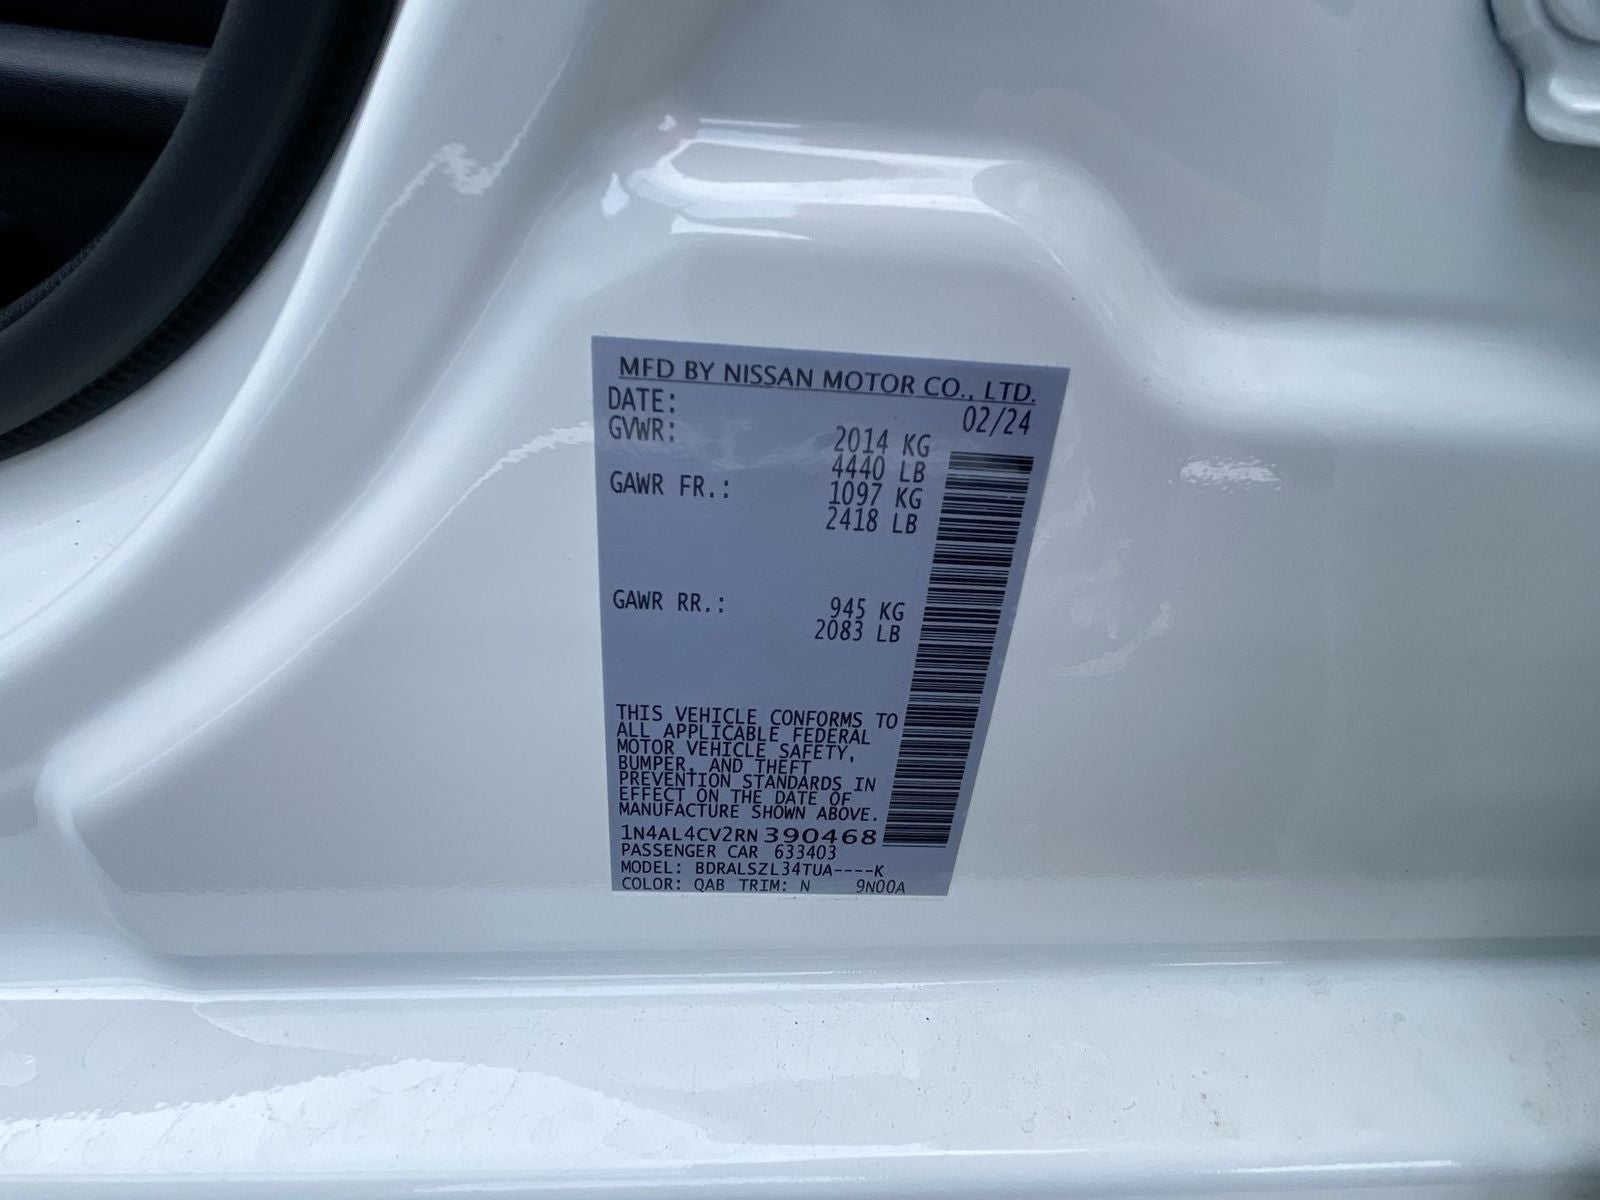 MFD BY NISSAN MOTOR CO., LTD.
DATE: 02/24
GVWR: 2014 KG
4440 LB
GAWR FR.: 1097 KG
2418 LB
GAWR RR.: 945 KG
2083 LB
THIS VEHICLE CONFORMS TO
ALL APPLICABLE FEDERAL
MOTOR VEHICLE SAFETY,
BUMPER, AND THEFT
PREVENTION STANDARDS IN
EFFECT ON THE DATE OF
MANUFACTURE SHOWN ABOVE.
1N4AL4CV2RN390468
PASSENGER CAR 633403
MODEL: BDRALSZL34TUA----K
COLOR: QAB TRIM: N 9N00A